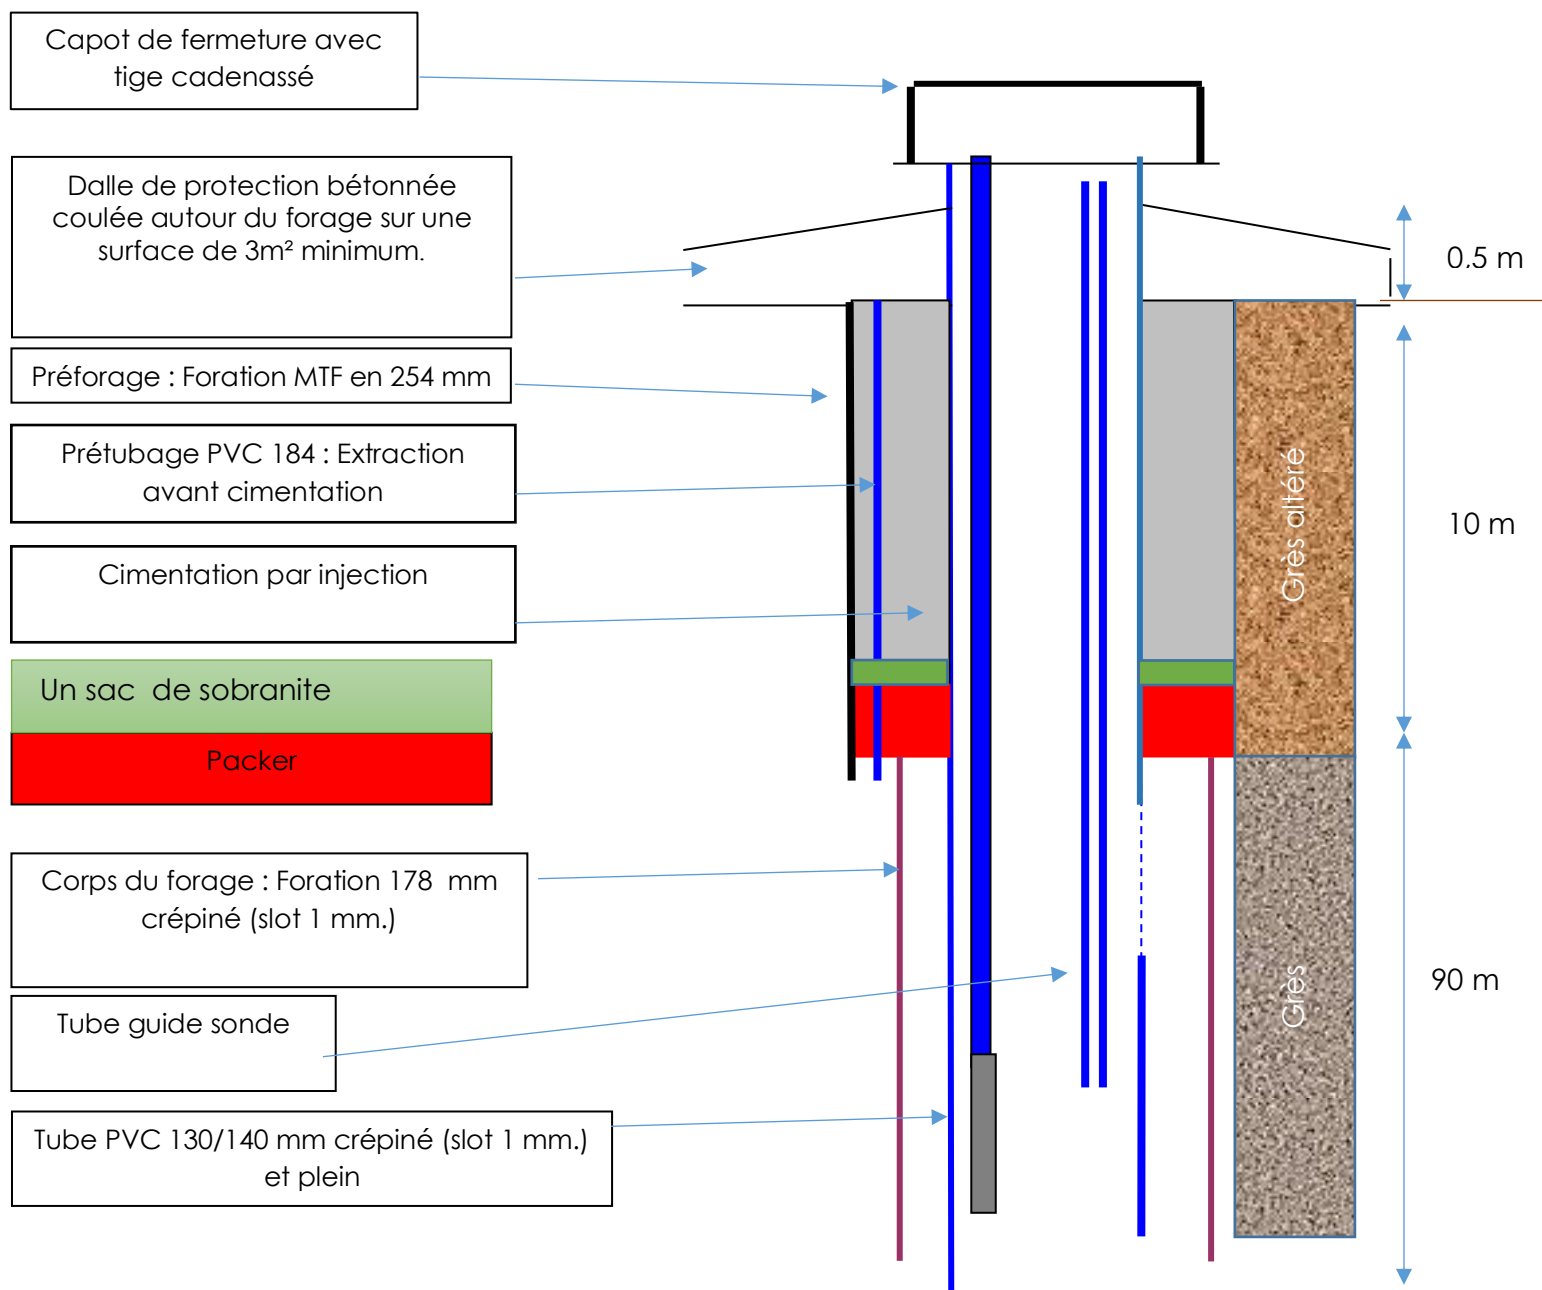 Capot de fermeture avec
tige cadenassé
Dalle de protection bétonnée
coulée autour du forage sur une
surface de 3m² minimum.
0,5 m
Préforage : Foration MTF en 254 mm
Prétubage PVC 184 : Extraction
avant cimentation
Grès altéré
10 m
Cimentation par injection
Un sac de sobranite
Packer
Corps du forage : Foration 178 mm
crépiné (slot 1 mm.)
Grès
90 m
Tube guide sonde
Tube PVC 130/140 mm crépiné (slot 1 mm.)
et plein